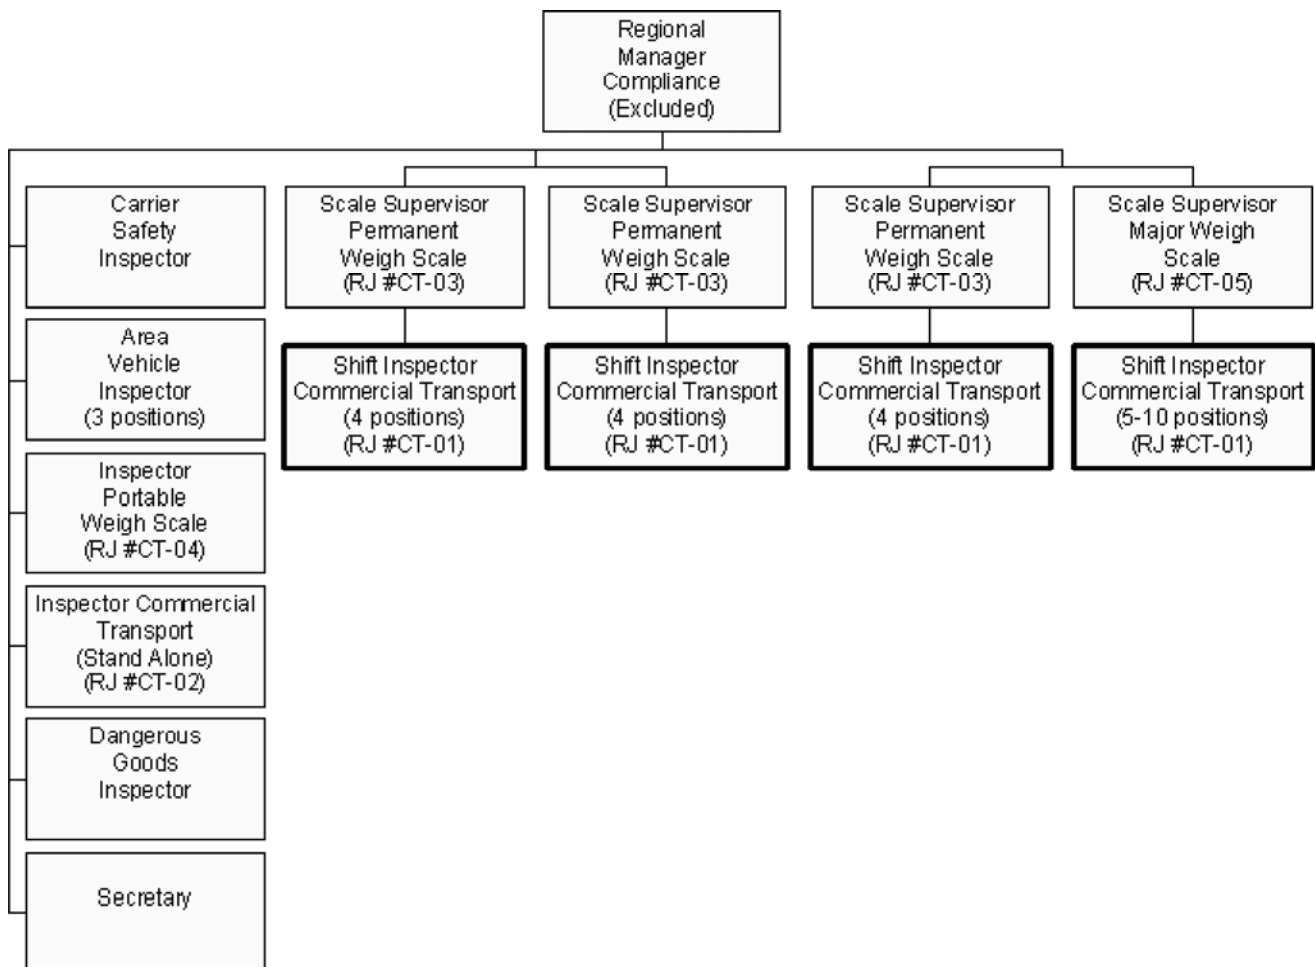 Regional
Manager
Compliance
(Excluded)
Carrier
Safety
Inspector
Scale Supervisor
Permanent
Weigh Scale
(RJ #CT-03)
Scale Supervisor
Permanent
Weigh Scale
(RJ #CT-03)
Scale Supervisor
Permanent
Weigh Scale
(RJ #CT-03)
Scale Supervisor
Major Weigh
Scale
(RJ #CT-05)
Area
Vehicle
Inspector
(3 positions)
Shift Inspector
Commercial Transport
(4 positions)
(RJ #CT-01)
Shift Inspector
Commercial Transport
(4 positions)
(RJ #CT-01)
Shift Inspector
Commercial Transport
(4 positions)
(RJ #CT-01)
Shift Inspector
Commercial Transport
(5-10 positions)
(RJ #CT-01)
Inspector
Portable
Weigh Scale
(RJ #CT-04)
Inspector Commercial
Transport
(Stand Alone)
(RJ #CT-02)
Dangerous
Goods
Inspector
Secretary